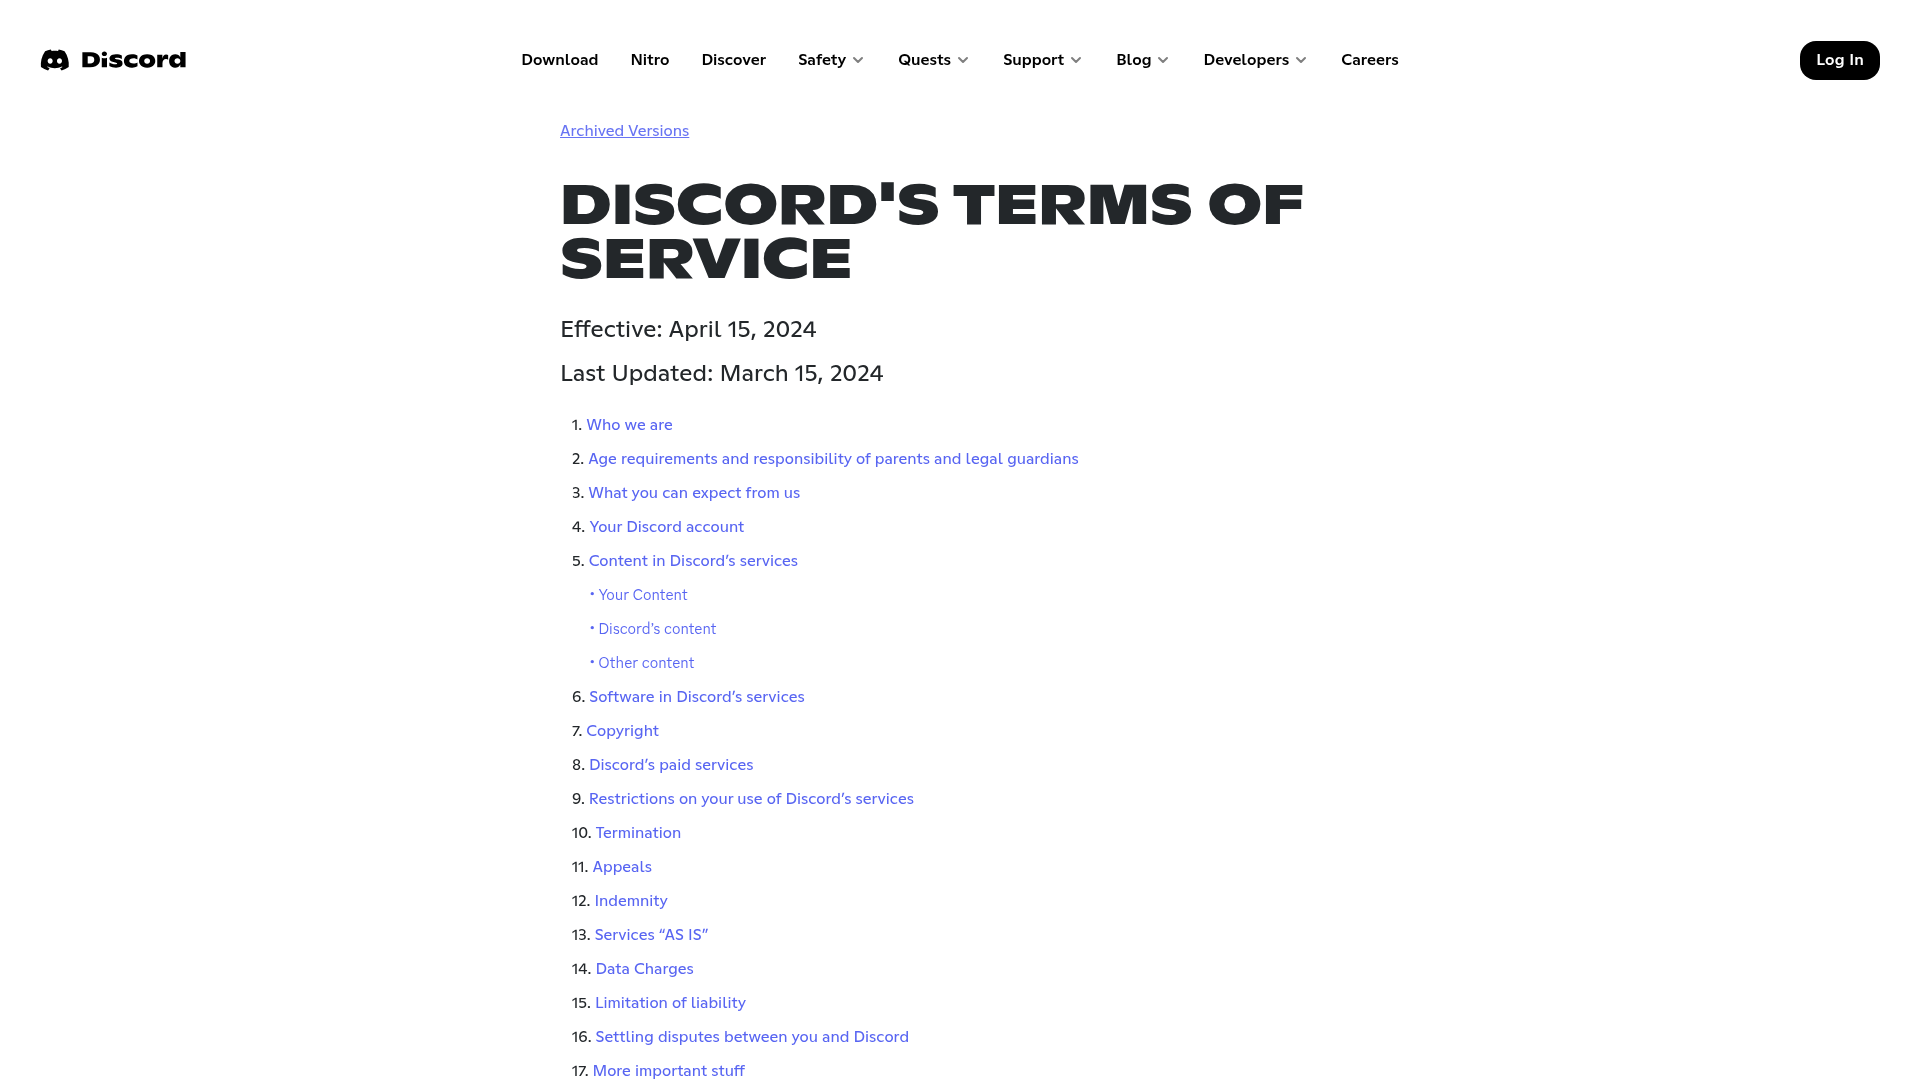 Discord
Download Nitro Discover Safety Quests Support Blog Developers Careers
Log In
Archived Versions
DISCORD'S TERMS OF
SERVICE
Effective: April 15, 2024
Last Updated: March 15, 2024
1. Who we are
2. Age requirements and responsibility of parents and legal guardians
3. What you can expect from us
4. Your Discord account
5. Content in Discord’s services
• Your Content
• Discord’s content
• Other content
6. Software in Discord’s services
7. Copyright
8. Discord’s paid services
9. Restrictions on your use of Discord’s services
10. Termination
11. Appeals
12. Indemnity
13. Services “AS IS”
14. Data Charges
15. Limitation of liability
16. Settling disputes between you and Discord
17. More important stuff